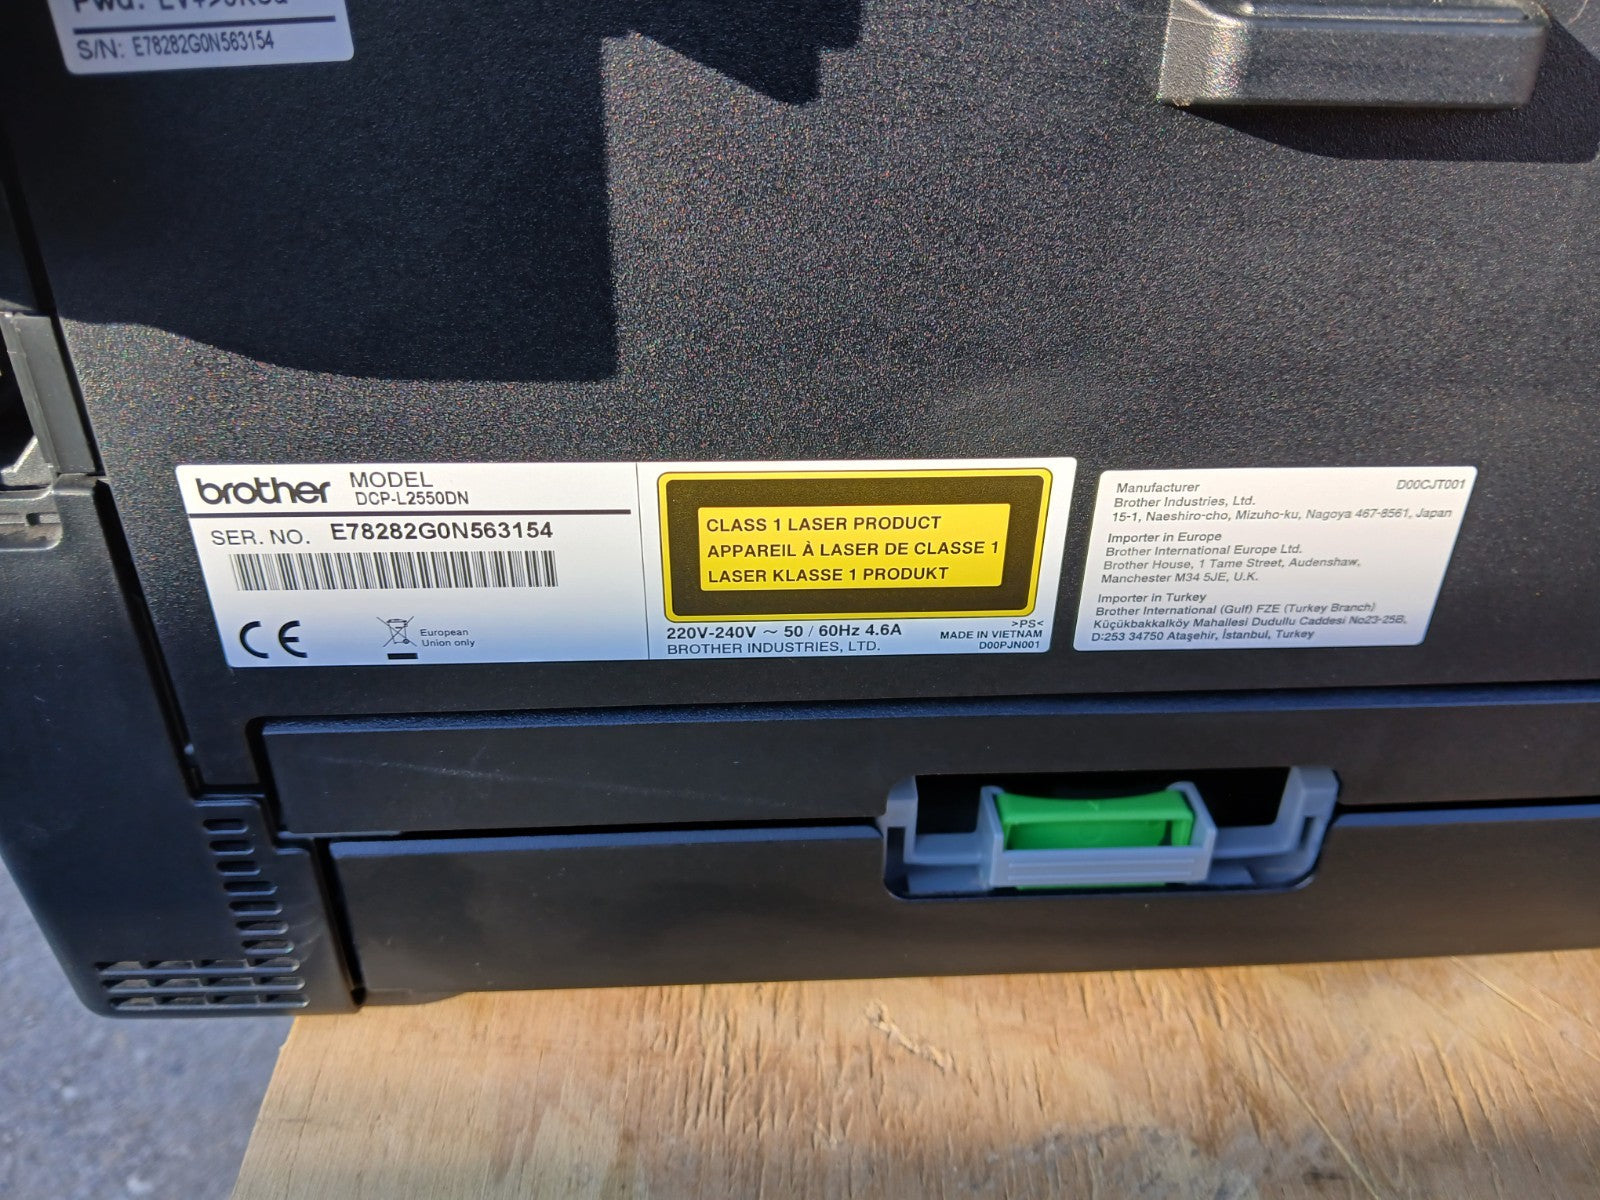 S/N: E78282G0N563154
brother
MODEL
DCP-L2550DN
SER. NO. E78282G0N563154
CE
European
Union only
CLASS 1 LASER PRODUCT
APPAREIL À LASER DE CLASSE 1
LASER KLASSE 1 PRODUKT
220V-240V ~ 50 / 60Hz 4.6A
BROTHER INDUSTRIES, LTD.
>PS<
MADE IN VIETNAM
D00PJN001
Manufacturer D00CJT001
Brother Industries, Ltd.
15-1, Naeshiro-cho, Mizuho-ku, Nagoya 467-8561, Japan
Importer in Europe
Brother International Europe Ltd.
Brother House, 1 Tame Street, Audenshaw,
Manchester M34 5JE, U.K.
Importer in Turkey
Brother International (Gulf) FZE (Turkey Branch)
Küçükbakkalköy Mahallesi Dudullu Caddesi No23-25B,
D:253 34750 Ataşehir, İstanbul, Turkey